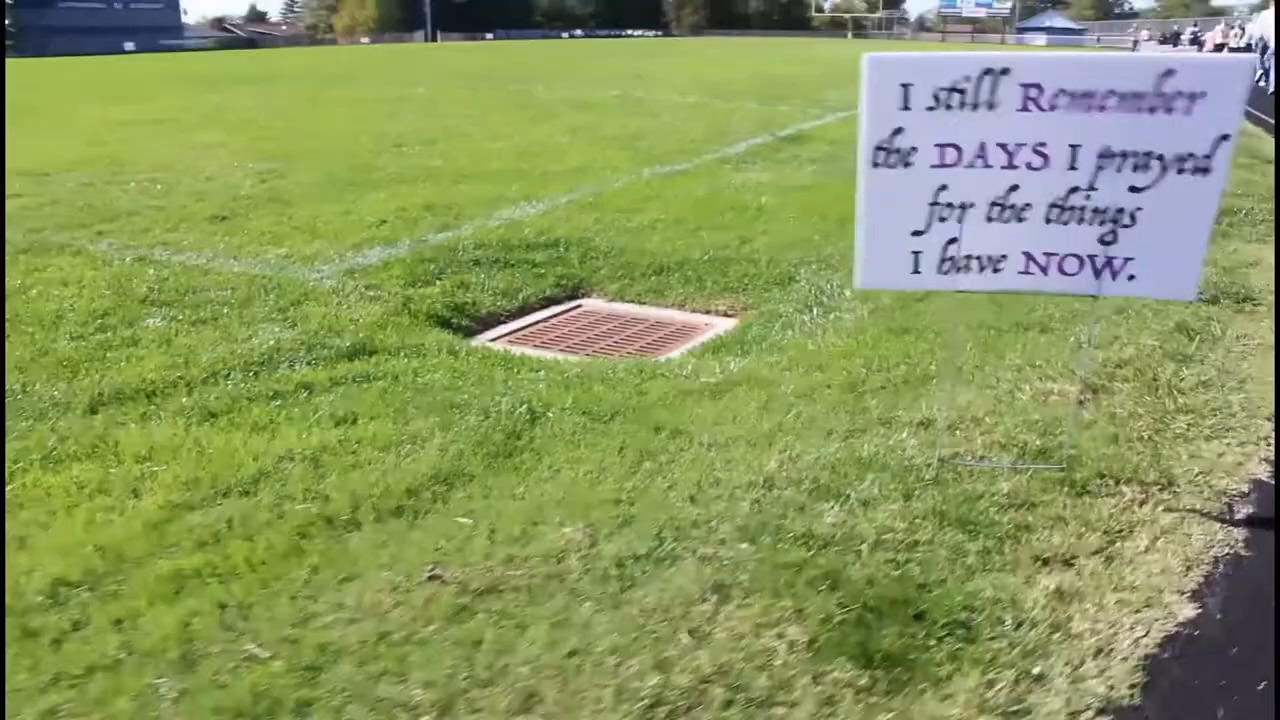 I still Remember
the DAYS I prayed
for the things
I have NOW.